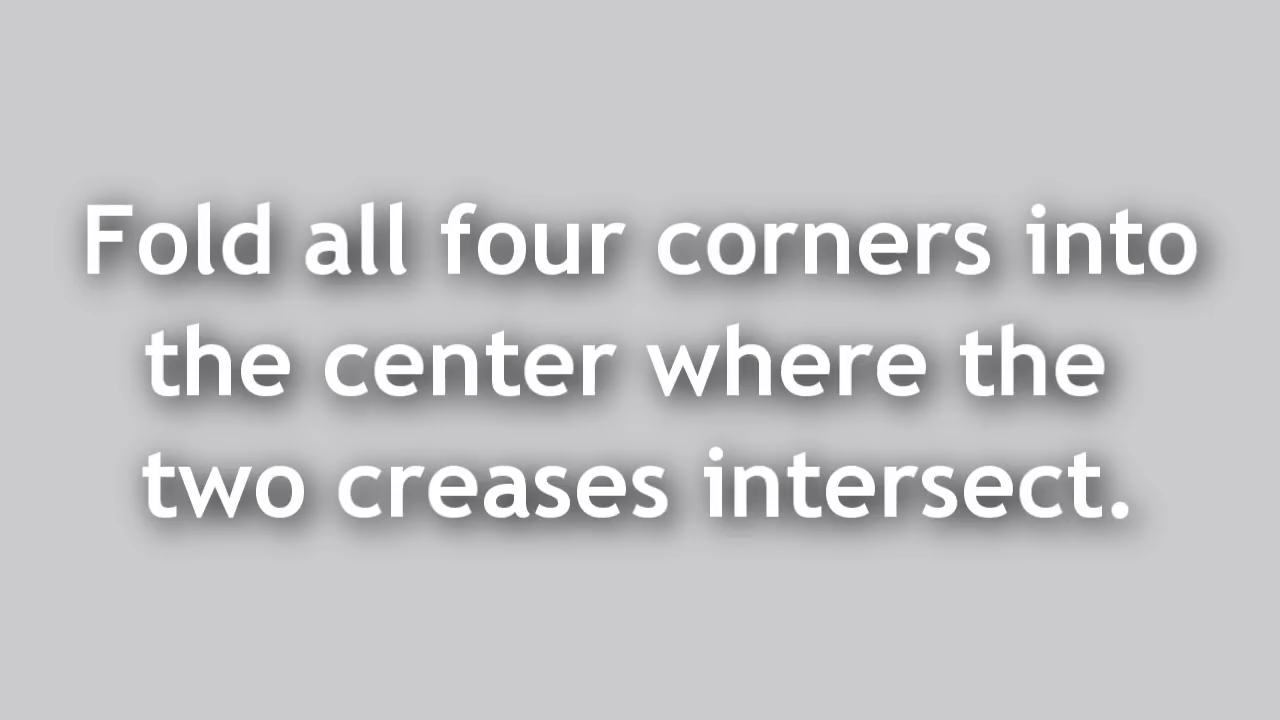 Fold all four corners into
the center where the
two creases intersect.